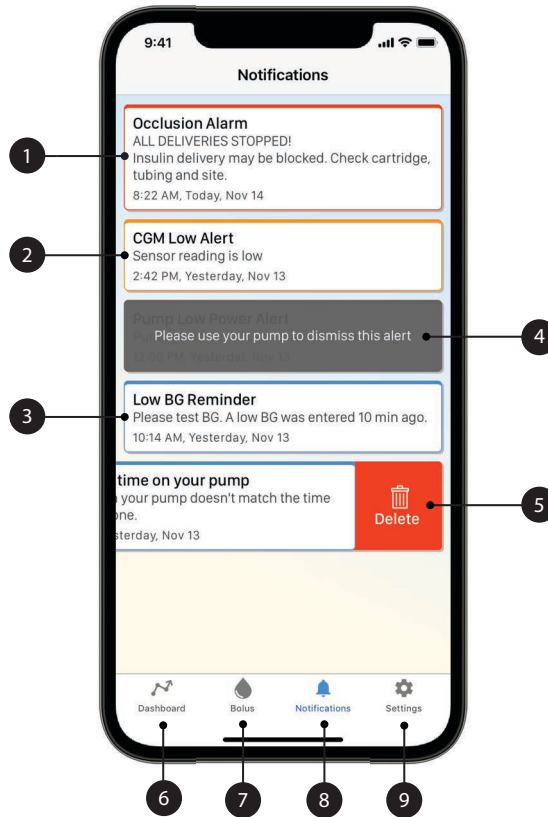 9:41
Notifications
Occlusion Alarm
ALL DELIVERIES STOPPED!
1
Insulin delivery may be blocked. Check cartridge,
tubing and site.
8:22 AM, Today, Nov 14
CGM Low Alert
2
Sensor reading is low
2:42 PM, Yesterday, Nov 13
Pump Low Power Alert
Please use your pump to dismiss this alert
4
PM, Yesterday, Nov 13
Low BG Reminder
3
Please test BG. A low BG was entered 10 min ago.
10:14 AM, Yesterday, Nov 13
time on your pump
your pump doesn't match the time
one.
sterday, Nov 13
Delete
5
Dashboard
Bolus
Notifications
Settings
6
7
8
9